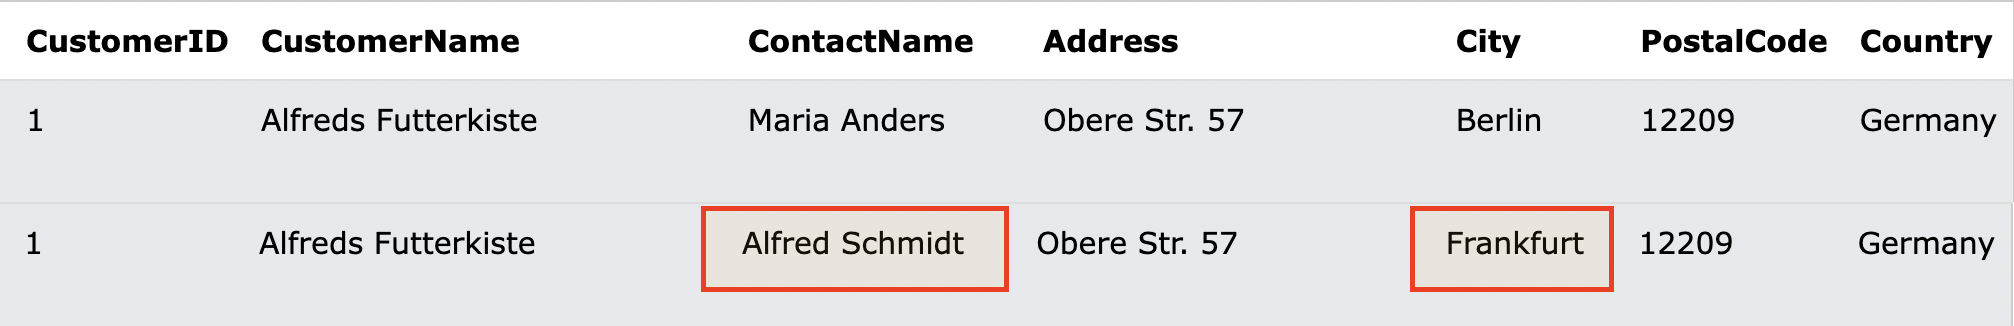 CustomerID CustomerName ContactName Address City PostalCode Country
1 Alfreds Futterkiste Maria Anders Obere Str. 57 Berlin 12209 Germany
1 Alfreds Futterkiste Alfred Schmidt Obere Str. 57 Frankfurt 12209 Germany